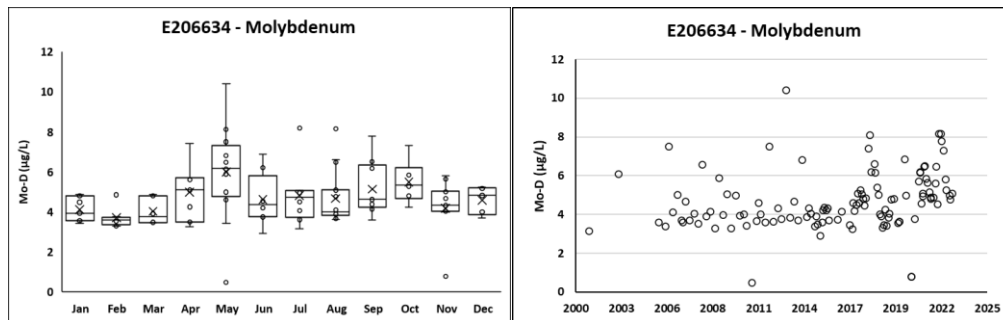 E206634 - Molybdenum
12
10
8
6
4
2
0
Mo-D (µg/L)
Jan Feb Mar Apr May Jun Jul Aug Sep Oct Nov Dec
E206634 - Molybdenum
12
10
8
6
4
2
0
Mo-D (µg/L)
2000 2003 2006 2008 2011 2014 2017 2019 2022 2025